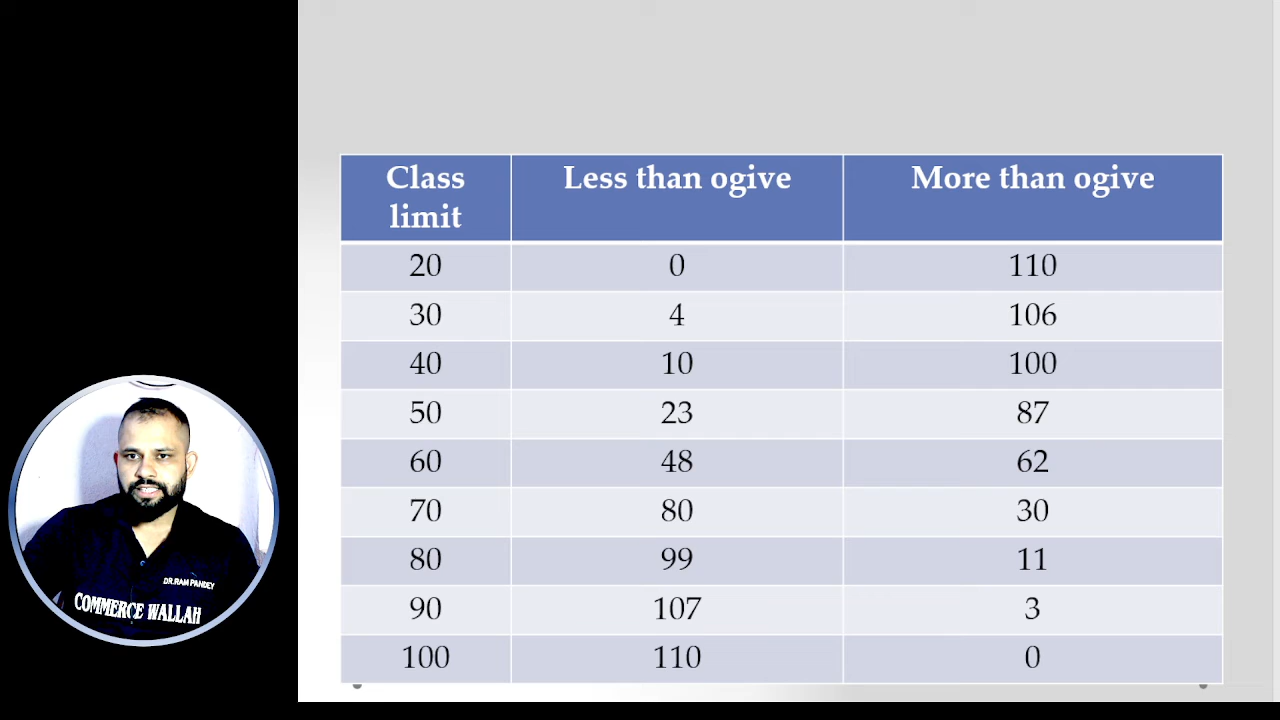 Class limit	Less than ogive	More than ogive
20	0	110
30	4	106
40	10	100
50	23	87
60	48	62
70	80	30
80	99	11
90	107	3
100	110	0
DR.RAM PANDEY
COMMERCE WALLAH